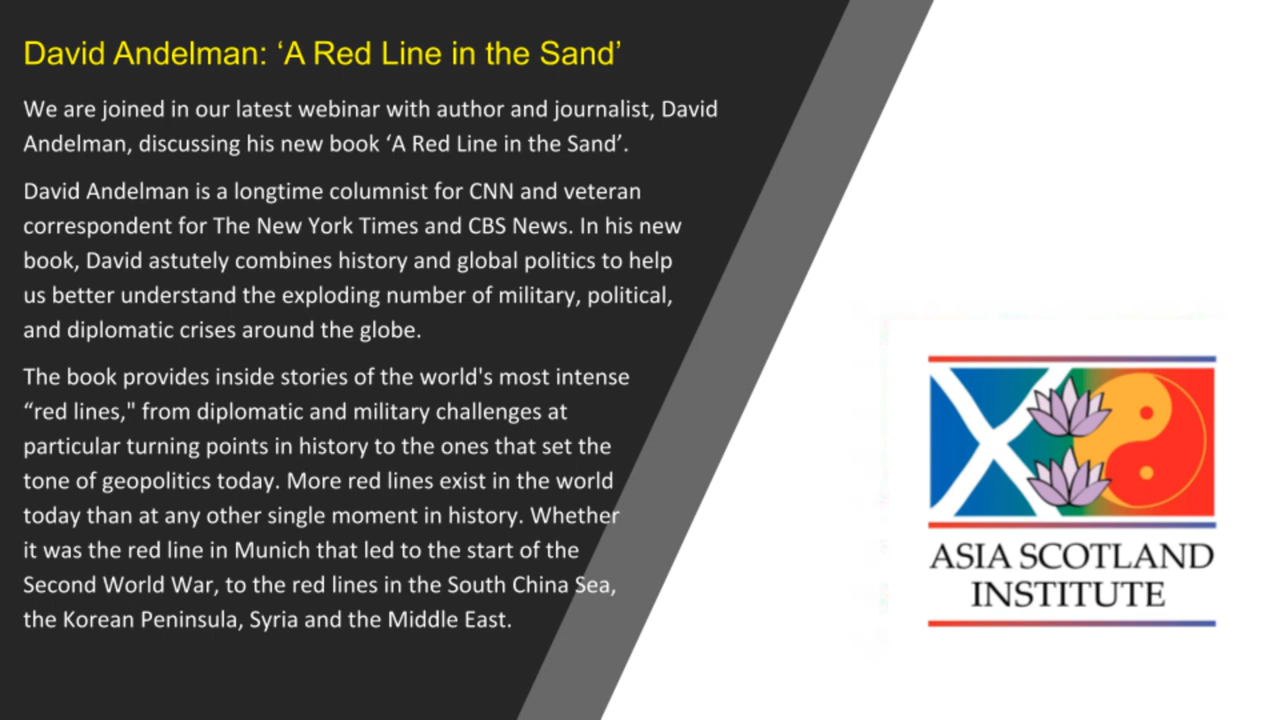 David Andelman: ‘A Red Line in the Sand’
We are joined in our latest webinar with author and journalist, David
Andelman, discussing his new book ‘A Red Line in the Sand’.
David Andelman is a longtime columnist for CNN and veteran
correspondent for The New York Times and CBS News. In his new
book, David astutely combines history and global politics to help
us better understand the exploding number of military, political,
and diplomatic crises around the globe.
The book provides inside stories of the world's most intense
“red lines," from diplomatic and military challenges at
particular turning points in history to the ones that set the
tone of geopolitics today. More red lines exist in the world
today than at any other single moment in history. Whether
it was the red line in Munich that led to the start of the
Second World War, to the red lines in the South China Sea,
the Korean Peninsula, Syria and the Middle East.
ASIA SCOTLAND
INSTITUTE